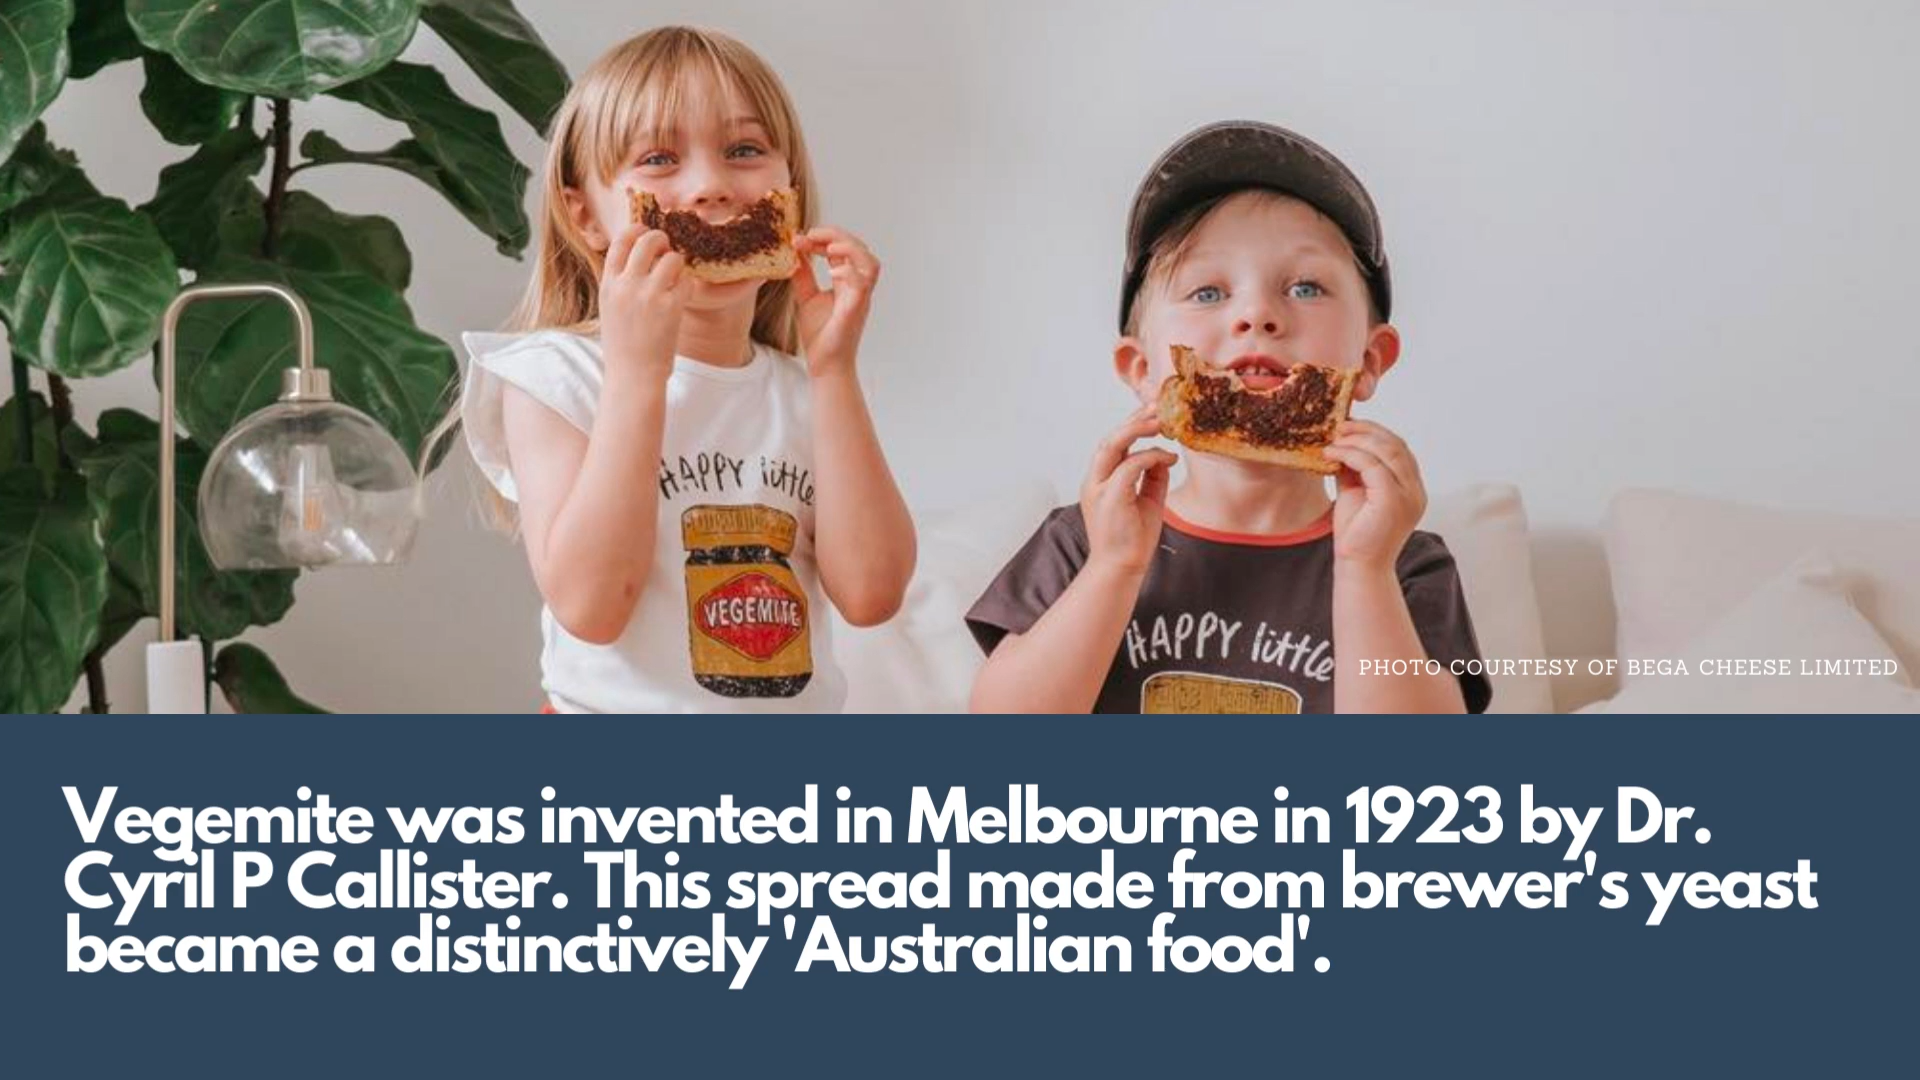 HAPPY little
VEGEMITE
HAPPY little
PHOTO COURTESY OF BEGA CHEESE LIMITED
Vegemite was invented in Melbourne in 1923 by Dr.
Cyril P Callister. This spread made from brewer's yeast
became a distinctively 'Australian food'.